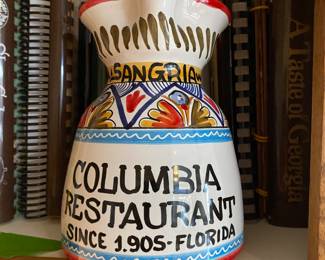 SANGRIA
COLUMBIA
RESTAURANT
SINCE 1905-FLORIDA
A Taste of Georgia